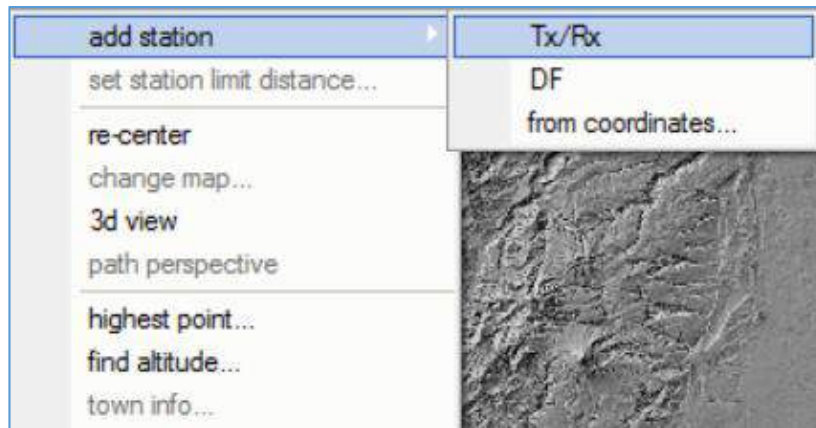 add station
set station limit distance...
re-center
change map...
3d view
path perspective
highest point...
find altitude...
town info...
Tx/Rx
DF
from coordinates...